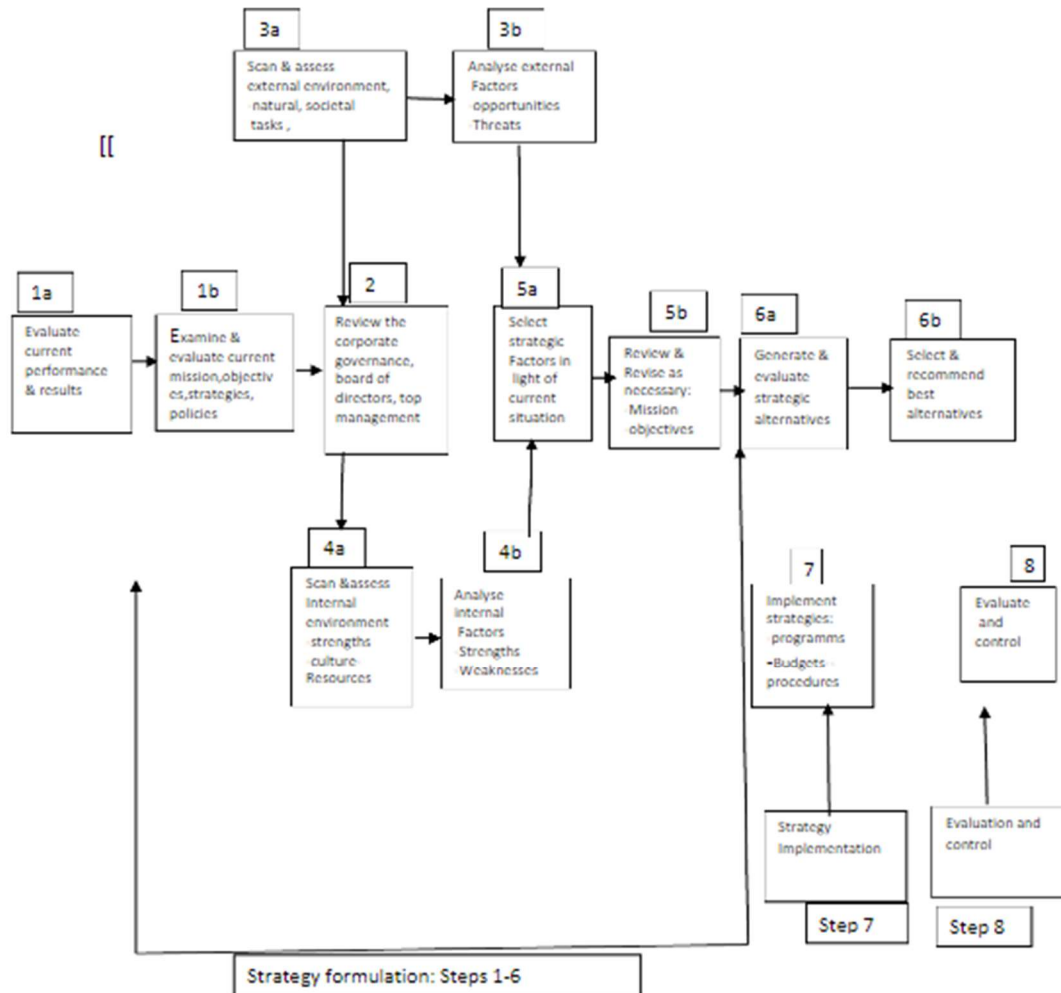 3a
Scan & assess
external environment,
natural, societal
tasks ,
3b
Analyse external
Factors
opportunities
Threats
[[
1a
Evaluate
current
performance
& results
1b
Examine &
evaluate current
mission,objectiv
es,strategies,
policies
2
Review the
corporate
governance,
board of
directors, top
management
5a
Select
strategic
Factors in
light of
current
situation
5b
Review &
Revise as
necessary:
Mission
objectives
6a
Generate &
evaluate
strategic
alternatives
6b
Select &
recommend
best
alternatives
4a
Scan &assess
Internal
environment
strengths
culture
Resources
4b
Analyse
internal
Factors
Strengths
Weaknesses
7
Implement
strategies:
programms
-Budgets
procedures
8
Evaluate
and
control
Strategy
Implementation
Step 7
Evaluation and
control
Step 8
Strategy formulation: Steps 1-6